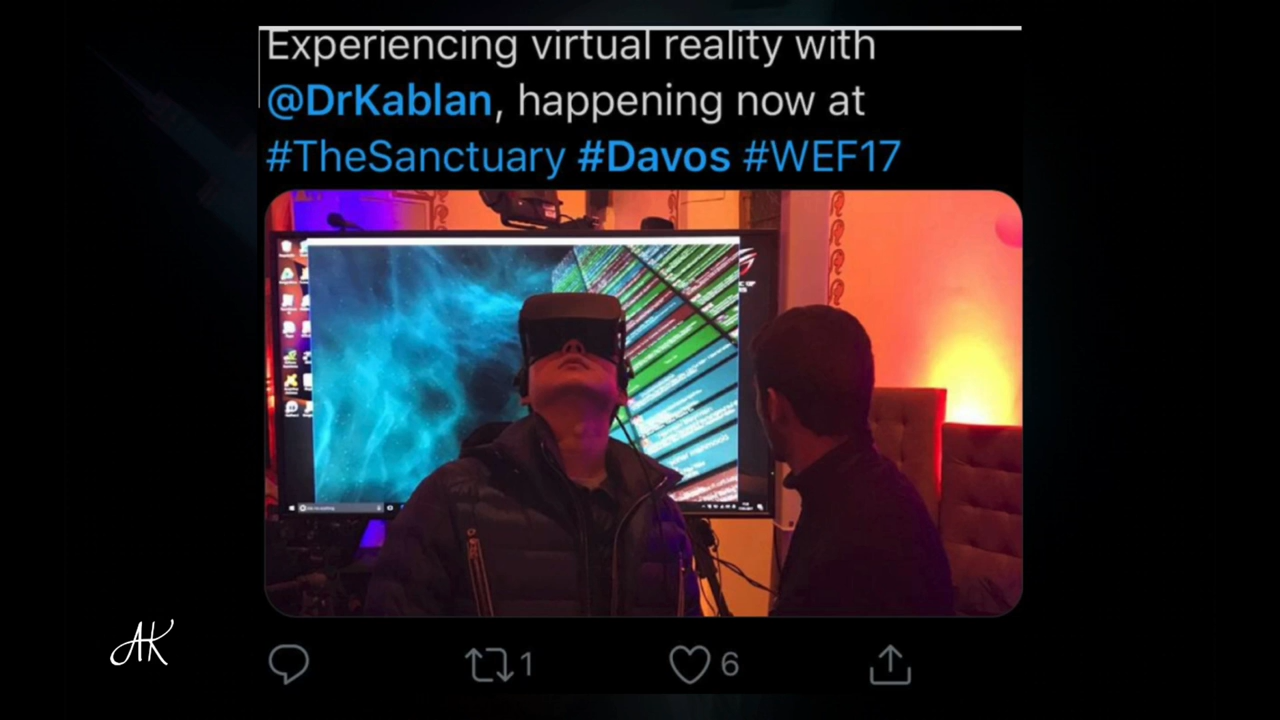 Experiencing virtual reality with
@DrKablan, happening now at
#TheSanctuary #Davos #WEF17
AK
1
6